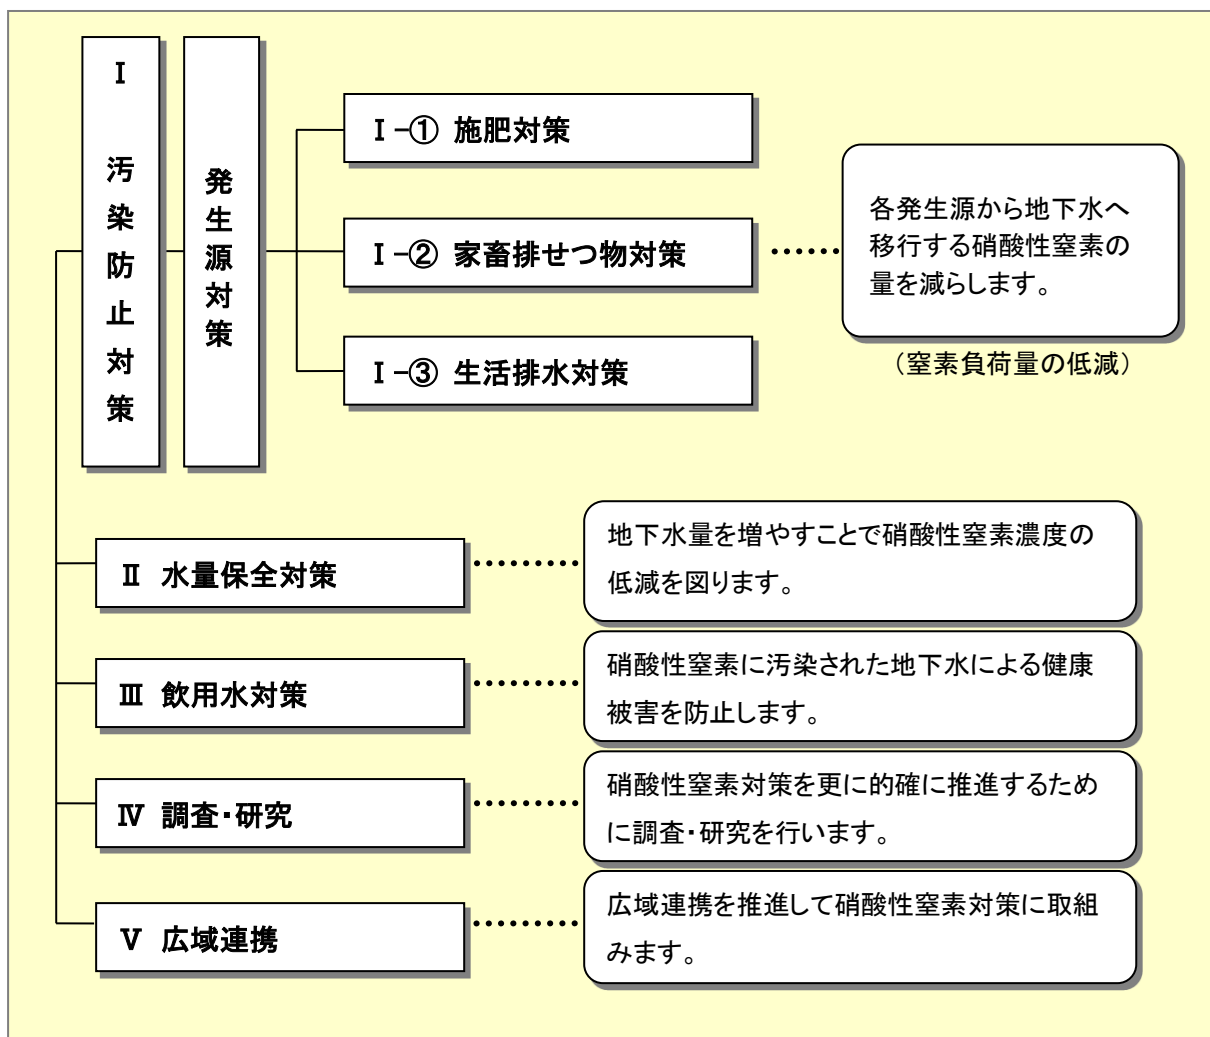 Ⅰ 汚染防止対策
発生源対策
Ⅰ-① 施肥対策
Ⅰ-② 家畜排せつ物対策
Ⅰ-③ 生活排水対策
各発生源から地下水へ
移行する硝酸性窒素の
量を減らします。
（窒素負荷量の低減）
Ⅱ 水量保全対策
地下水量を増やすことで硝酸性窒素濃度の
低減を図ります。
Ⅲ 飲用水対策
硝酸性窒素に汚染された地下水による健康
被害を防止します。
Ⅳ 調査・研究
硝酸性窒素対策を更に的確に推進するため
に調査・研究を行います。
Ⅴ 広域連携
広域連携を推進して硝酸性窒素対策に取組
みます。